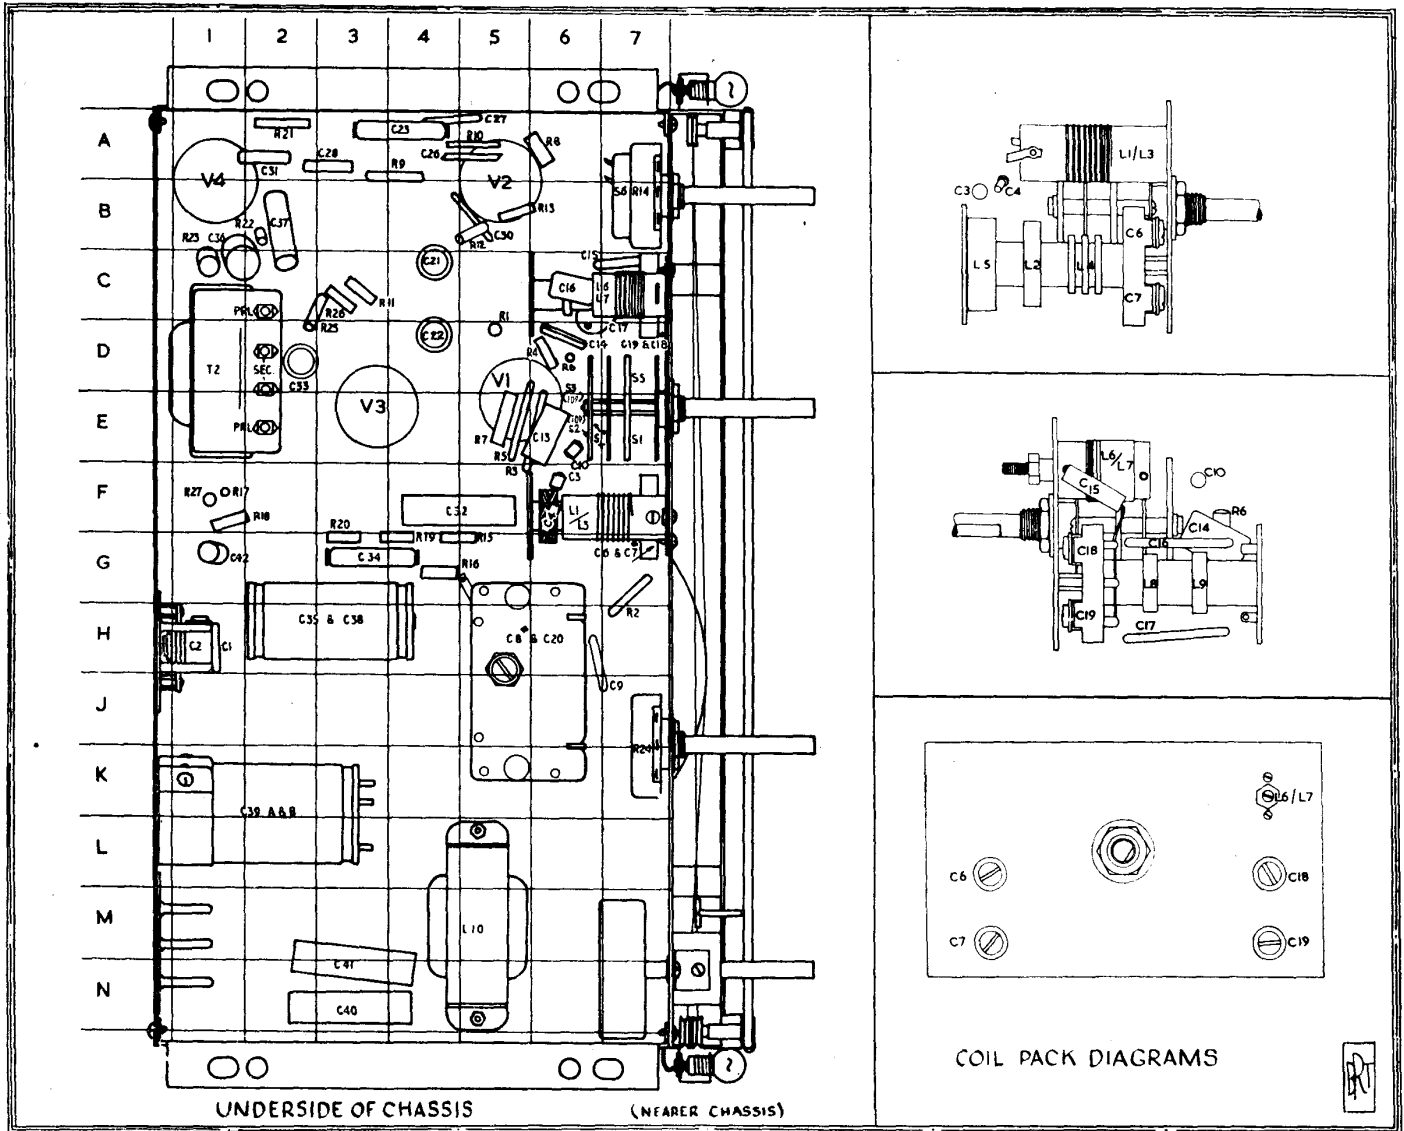 1 2 3 4 5 6 7
A
B
C
D
E
F
G
H
J
K
L
M
N
R21
C23
C27
R10
C26
R8
C31
C28
R9
V4
V2
S6 R14
R13
R22
C37
R23 C36
R12
C30
C21
C15
C16
L6
L7
R11
R26
R25
PRI.
R1
C17
C22
C14
C19 & C18
R4
R6
T2
SEC.
C33
V1
S5
S3
V3
PRI.
R7
C13
S2
S1
R5
C10
R3
C3
R27
R17
R18
C32
L1/L3
R20
R19
R15
C6 & C7
C42
C34
R16
R2
C35 & C38
C2
C1
C8 & C20
C9
R24
C39 A & B
L10
C41
C40
UNDERSIDE OF CHASSIS
(NEARER CHASSIS)
L1/L3
C3
C4
C6
L5
L2
L4
C7
L6/L7
C10
C15
C14
R6
C18
C16
L8
L9
C19
C17
L6/L7
C6
C18
C7
C19
COIL PACK DIAGRAMS